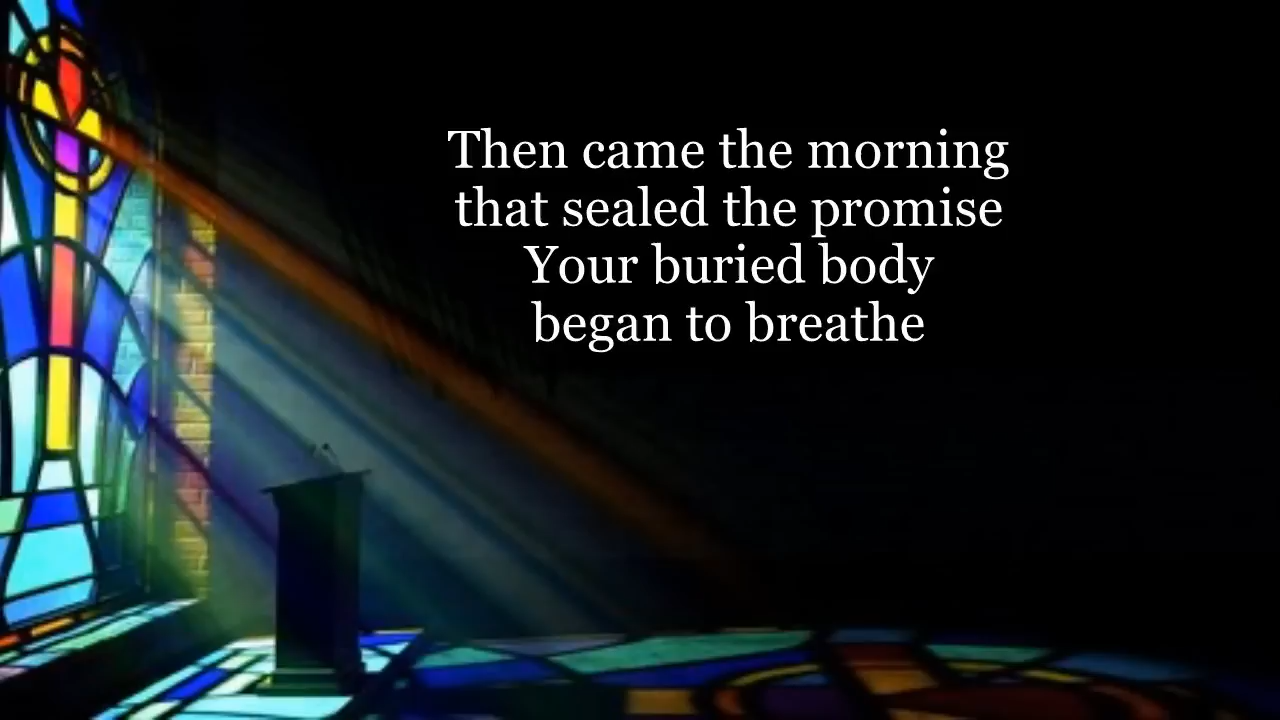 Then came the morning
that sealed the promise
Your buried body
began to breathe